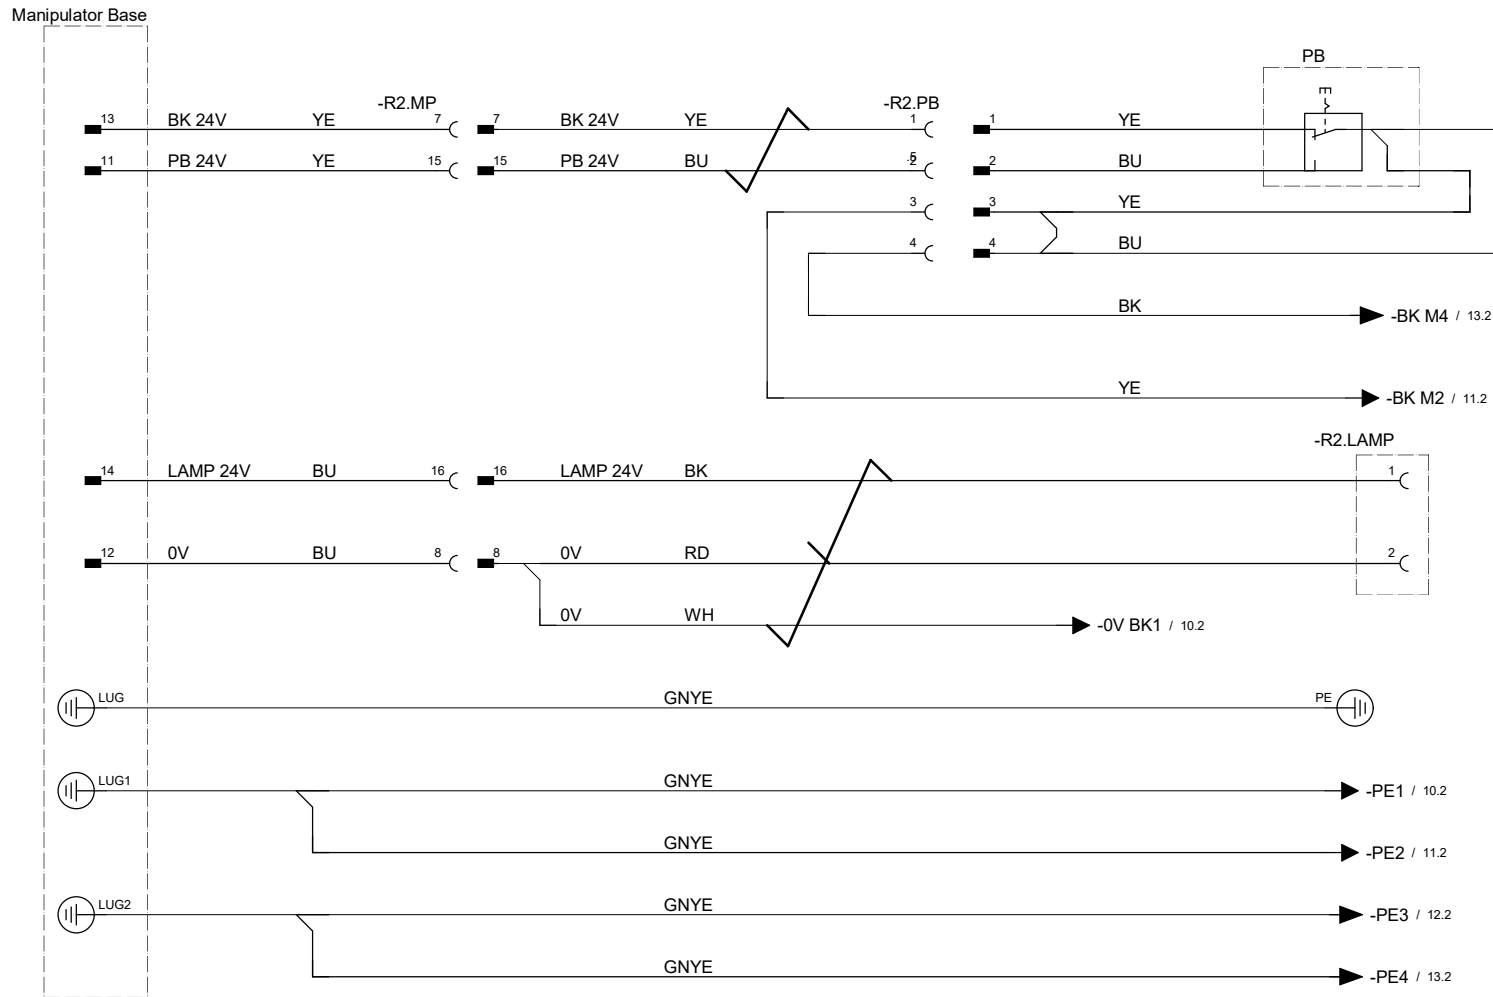 Manipulator Base
PB
-R2.MP
-R2.PB
13 BK 24V YE 7 7 BK 24V YE 1 1 YE
11 PB 24V YE 15 15 PB 24V BU 2 2 BU
3 3 YE
4 4 BU
BK -BK M4 / 13.2
YE -BK M2 / 11.2
-R2.LAMP
14 LAMP 24V BU 16 16 LAMP 24V BK 1
12 0V BU 8 8 0V RD 2
0V WH -0V BK1 / 10.2
LUG GNYE PE
LUG1 GNYE -PE1 / 10.2
GNYE -PE2 / 11.2
LUG2 GNYE -PE3 / 12.2
GNYE -PE4 / 13.2